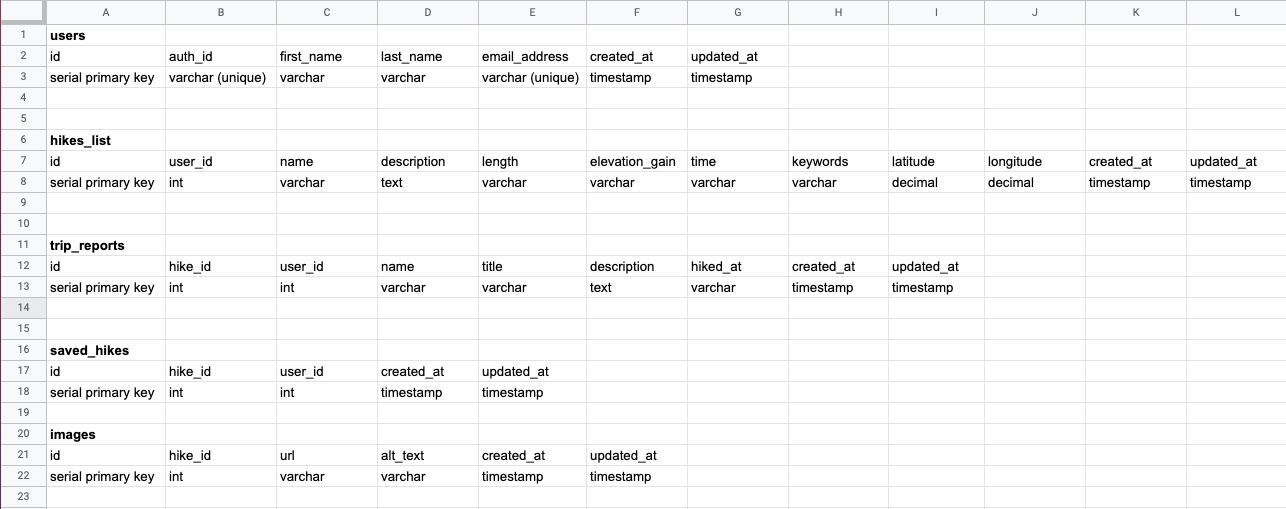 A B C D E F G H I J K L
1 users
2 id auth_id first_name last_name email_address created_at updated_at
3 serial primary key varchar (unique) varchar varchar varchar (unique) timestamp timestamp
4
5
6 hikes_list
7 id user_id name description length elevation_gain time keywords latitude longitude created_at updated_at
8 serial primary key int varchar text varchar varchar varchar varchar decimal decimal timestamp timestamp
9
10
11 trip_reports
12 id hike_id user_id name title description hiked_at created_at updated_at
13 serial primary key int int varchar varchar text varchar timestamp timestamp
14
15
16 saved_hikes
17 id hike_id user_id created_at updated_at
18 serial primary key int int timestamp timestamp
19
20 images
21 id hike_id url alt_text created_at updated_at
22 serial primary key int varchar varchar timestamp timestamp
23